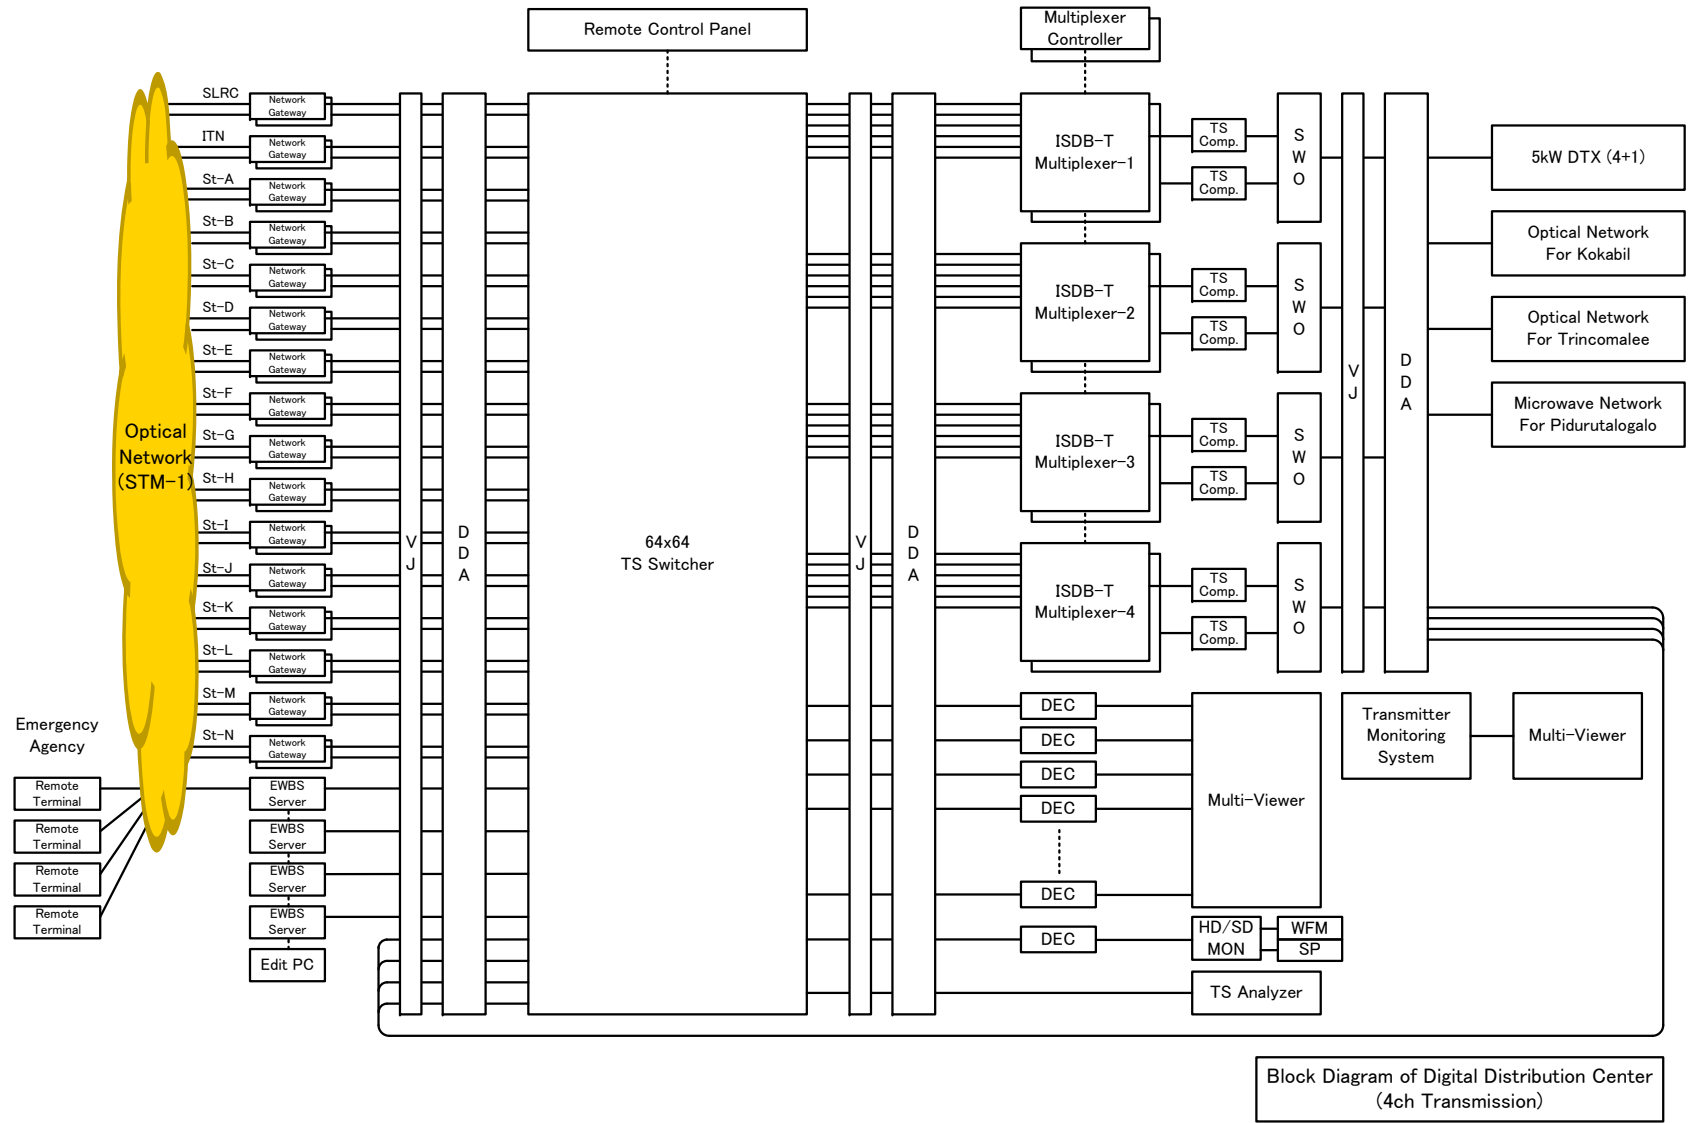 Remote Control Panel
Multiplexer
Controller
SLRC
Network
Gateway
ITN
Network
Gateway
St-A
Network
Gateway
St-B
Network
Gateway
St-C
Network
Gateway
St-D
Network
Gateway
St-E
Network
Gateway
St-F
Network
Gateway
St-G
Network
Gateway
St-H
Network
Gateway
St-I
Network
Gateway
St-J
Network
Gateway
St-K
Network
Gateway
St-L
Network
Gateway
St-M
Network
Gateway
St-N
Network
Gateway
Optical
Network
(STM-1)
Emergency
Agency
Remote
Terminal
Remote
Terminal
Remote
Terminal
Remote
Terminal
EWBS
Server
EWBS
Server
EWBS
Server
EWBS
Server
Edit PC
V
J
D
D
A
64x64
TS Switcher
V
J
D
D
A
ISDB-T
Multiplexer-1
ISDB-T
Multiplexer-2
ISDB-T
Multiplexer-3
ISDB-T
Multiplexer-4
TS
Comp.
TS
Comp.
TS
Comp.
TS
Comp.
TS
Comp.
TS
Comp.
TS
Comp.
TS
Comp.
S
W
O
S
W
O
S
W
O
S
W
O
V
J
D
D
A
5kW DTX (4+1)
Optical Network
For Kokabil
Optical Network
For Trincomalee
Microwave Network
For Pidurutalogalo
DEC
DEC
DEC
DEC
DEC
DEC
Multi-Viewer
HD/SD
MON
WFM
SP
TS Analyzer
Transmitter
Monitoring
System
Multi-Viewer
Block Diagram of Digital Distribution Center
(4ch Transmission)